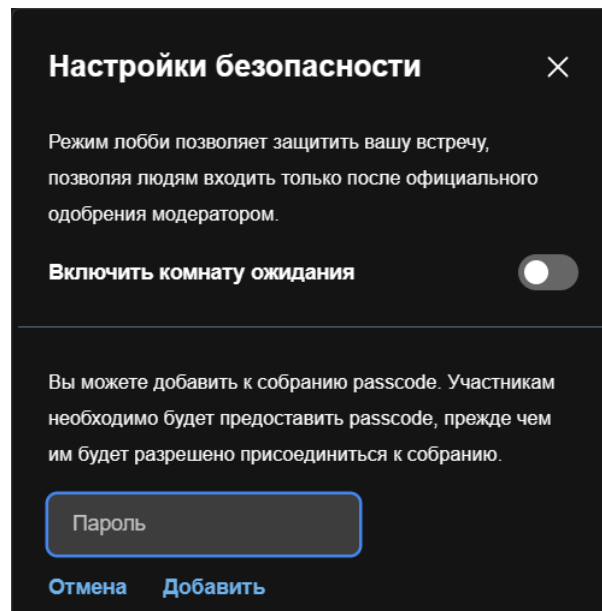 Настройки безопасности
Режим лобби позволяет защитить вашу встречу,
позволяя людям входить только после официального
одобрения модератором.
Включить комнату ожидания
Вы можете добавить к собранию passcode. Участникам
необходимо будет предоставить passcode, прежде чем
им будет разрешено присоединиться к собранию.
Пароль
Отмена Добавить